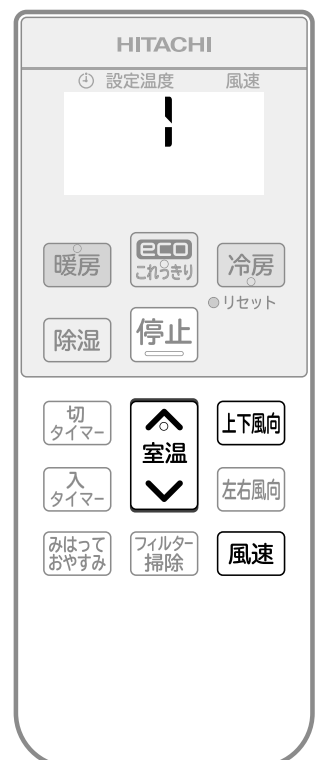 HITACHI
設定温度 風速
1
暖房
eco
これっきり
冷房
リセット
除湿
停止
切
タイマー
室温
上下風向
入
タイマー
左右風向
みはって
おやすみ
フィルター
掃除
風速